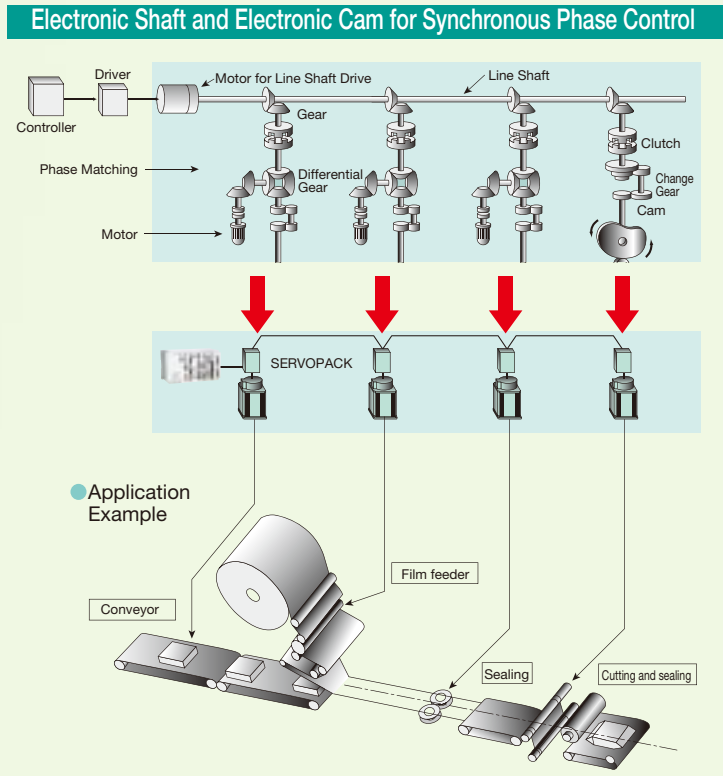 Electronic Shaft and Electronic Cam for Synchronous Phase Control
Driver
Motor for Line Shaft Drive
Line Shaft
Controller
Gear
Clutch
Phase Matching
Differential
Gear
Change
Gear
Cam
Motor
SERVOPACK
Application
Example
Film feeder
Conveyor
Sealing
Cutting and sealing